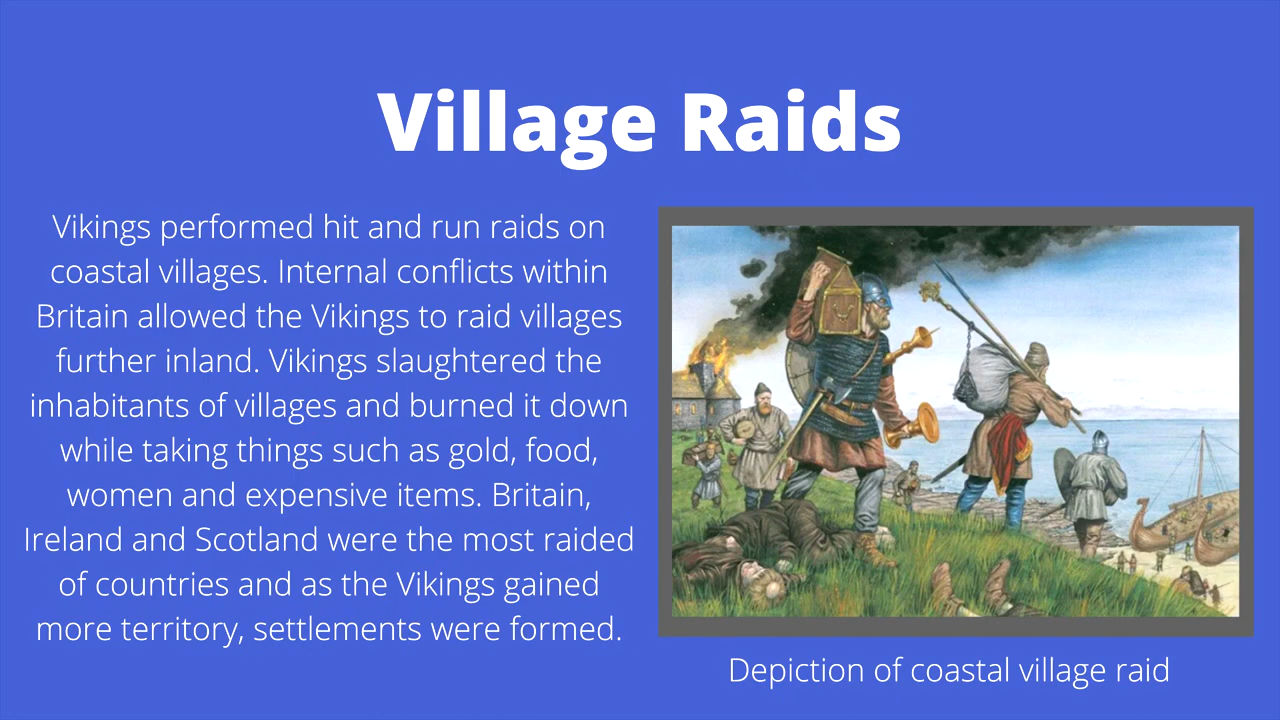 Village Raids
Vikings performed hit and run raids on
coastal villages. Internal conflicts within
Britain allowed the Vikings to raid villages
further inland. Vikings slaughtered the
inhabitants of villages and burned it down
while taking things such as gold, food,
women and expensive items. Britain,
Ireland and Scotland were the most raided
of countries and as the Vikings gained
more territory, settlements were formed.
Depiction of coastal village raid